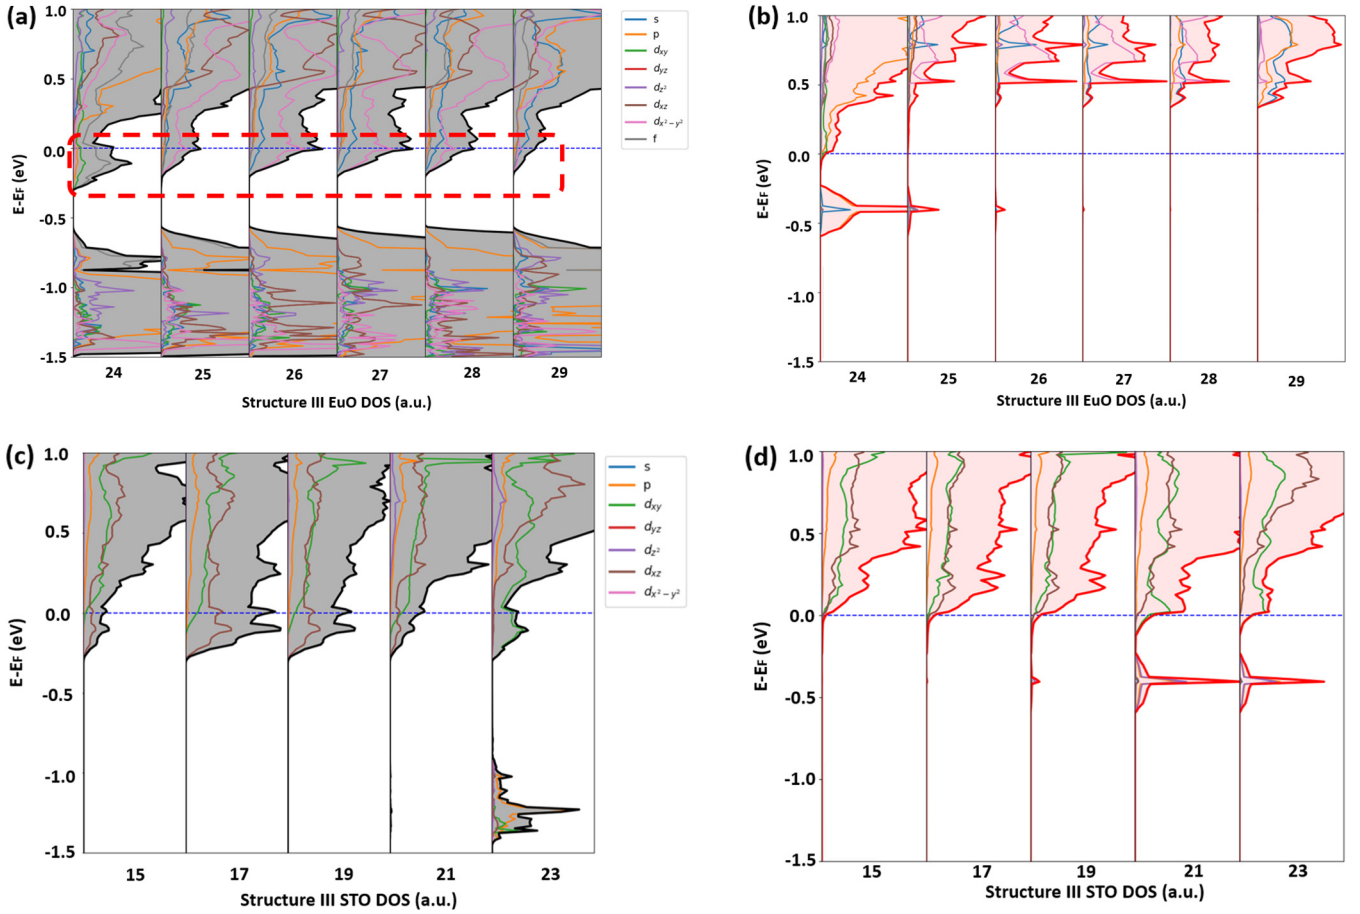 (a)
1.0
0.5
0.0
-0.5
-1.0
-1.5
E-EF (eV)
24 25 26 27 28 29
Structure III EuO DOS (a.u.)
s
p
dxy
dyz
dz2
dxz
dx2−y2
f
(b)
1.0
0.5
0.0
-0.5
-1.0
-1.5
E-EF (eV)
24 25 26 27 28 29
Structure III EuO DOS (a.u.)
(c)
1.0
0.5
0.0
-0.5
-1.0
-1.5
E-EF (eV)
15 17 19 21 23
Structure III STO DOS (a.u.)
s
p
dxy
dyz
dz2
dxz
dx2−y2
(d)
1.0
0.5
0.0
-0.5
-1.0
-1.5
E-EF (eV)
15 17 19 21 23
Structure III STO DOS (a.u.)